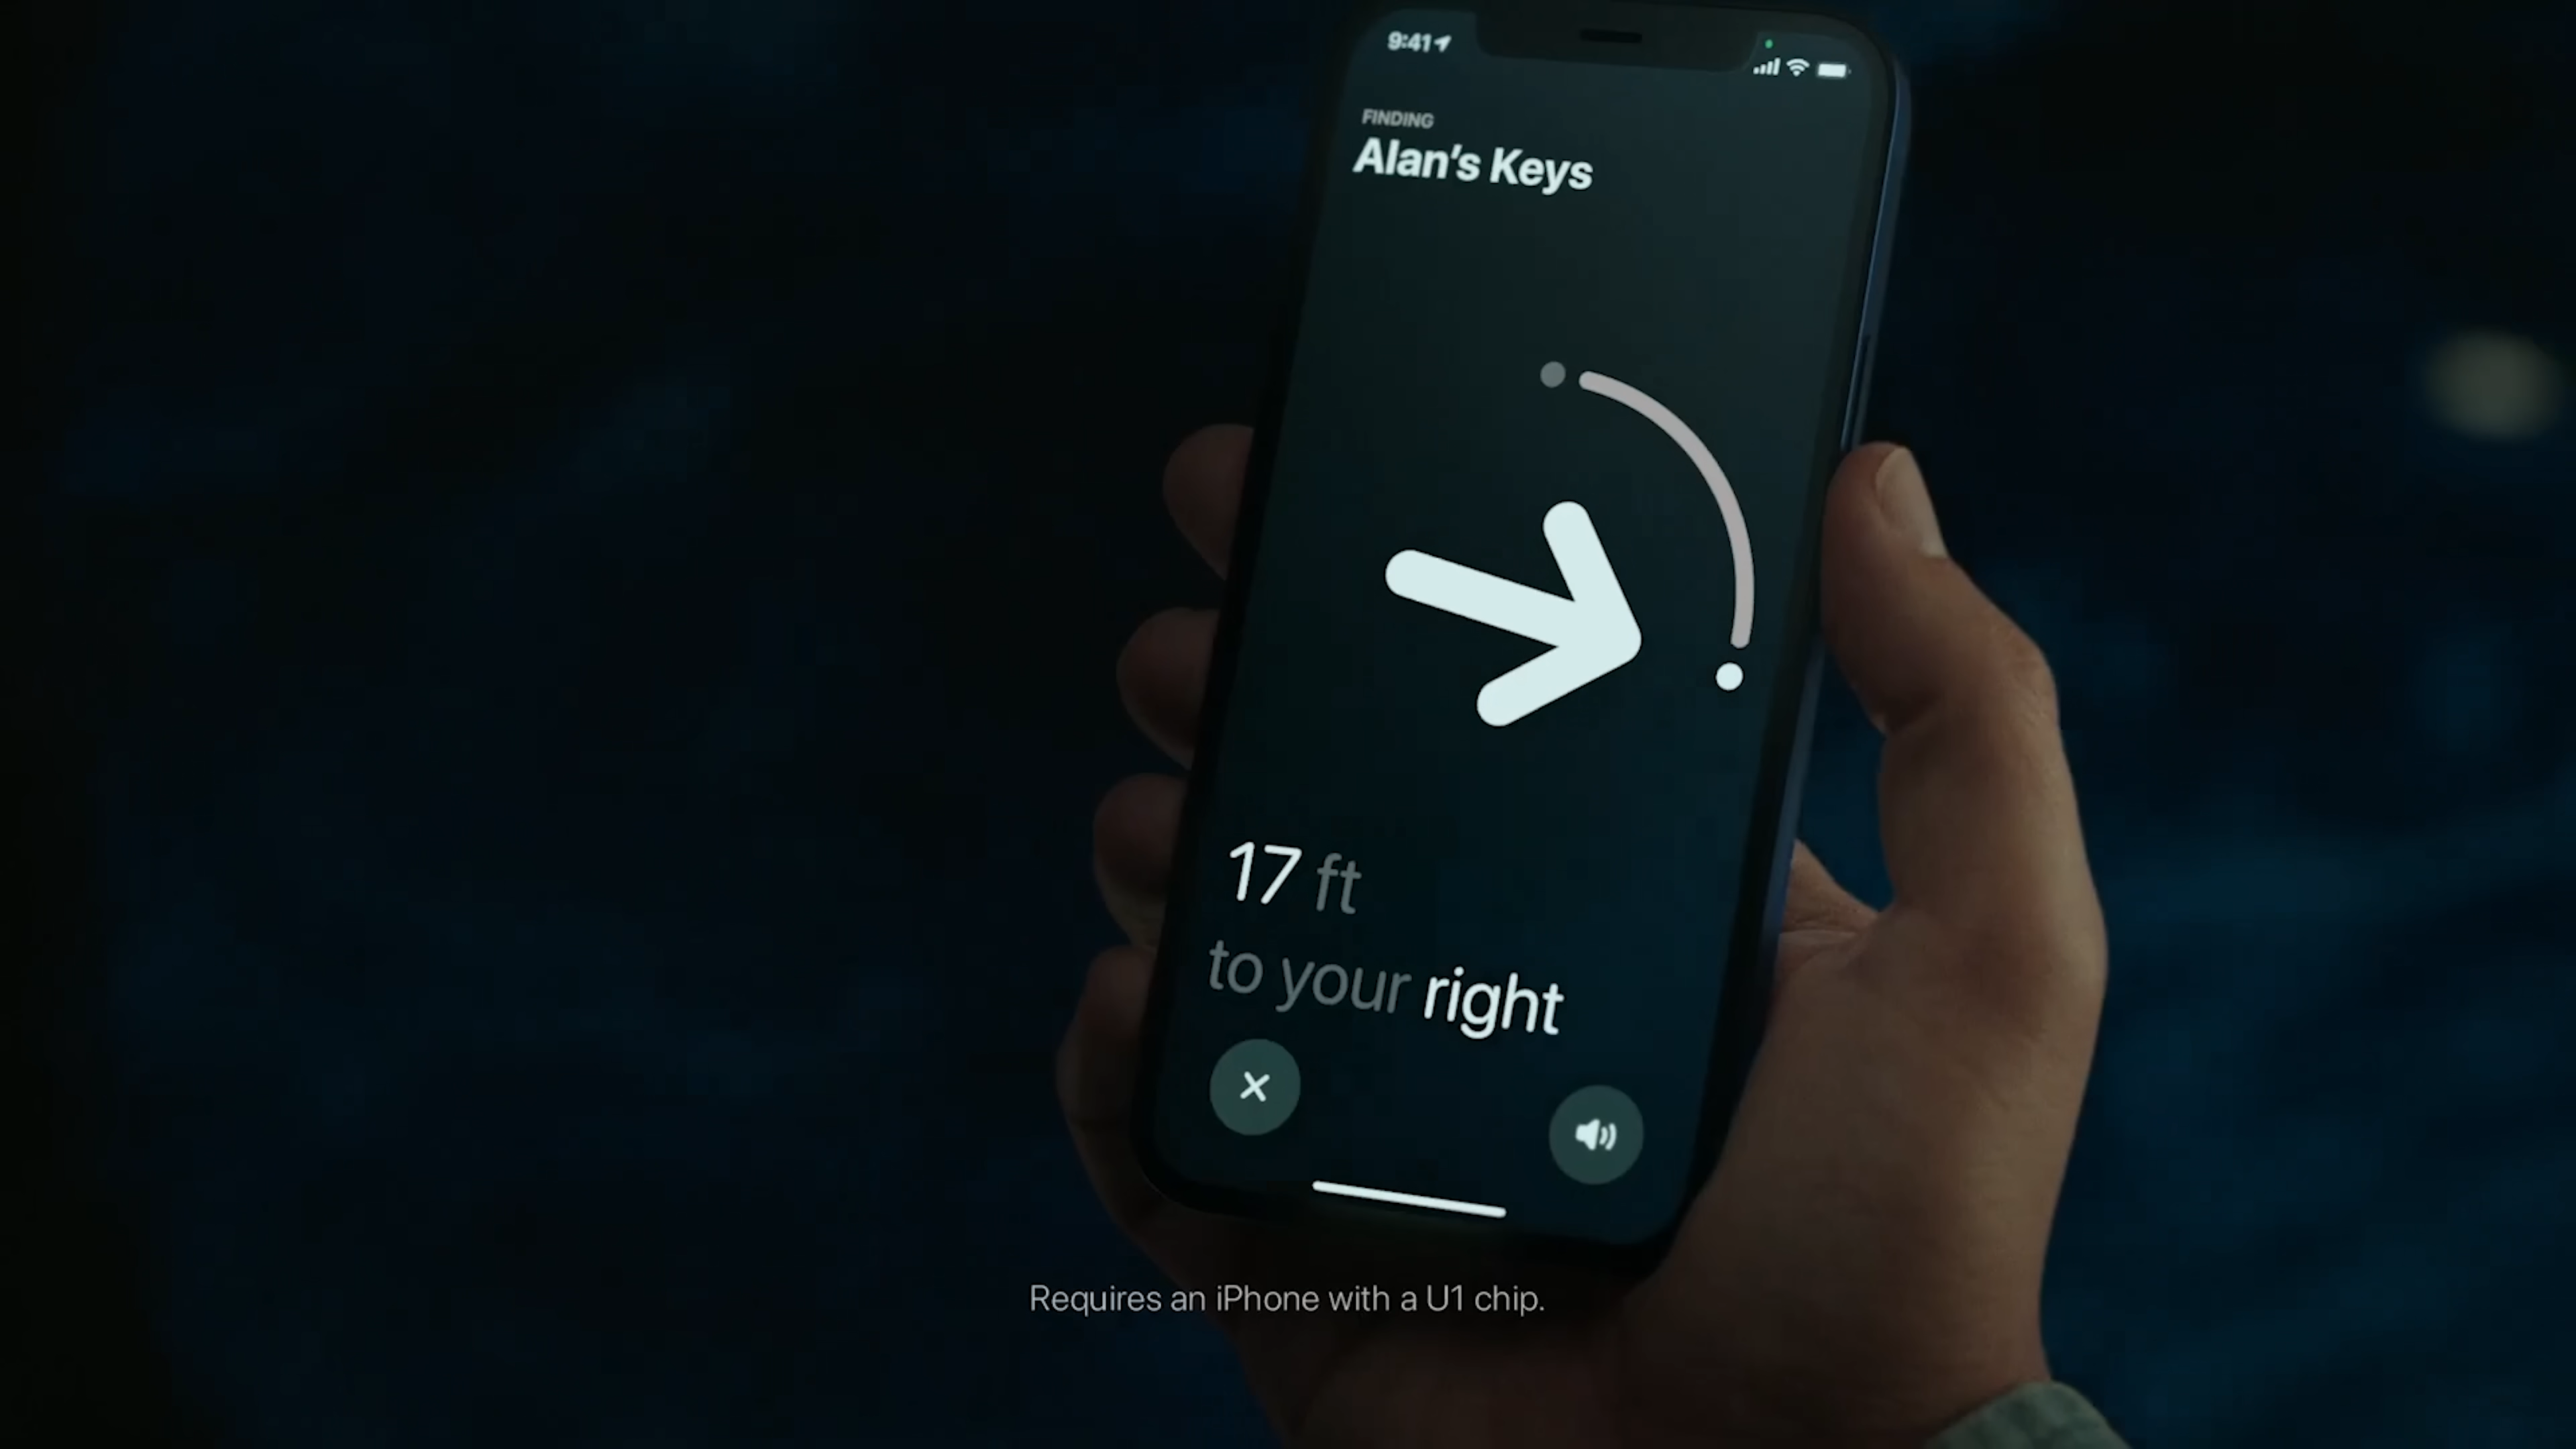 9:41
FINDING
Alan's Keys
17 ft
to your right
Requires an iPhone with a U1 chip.